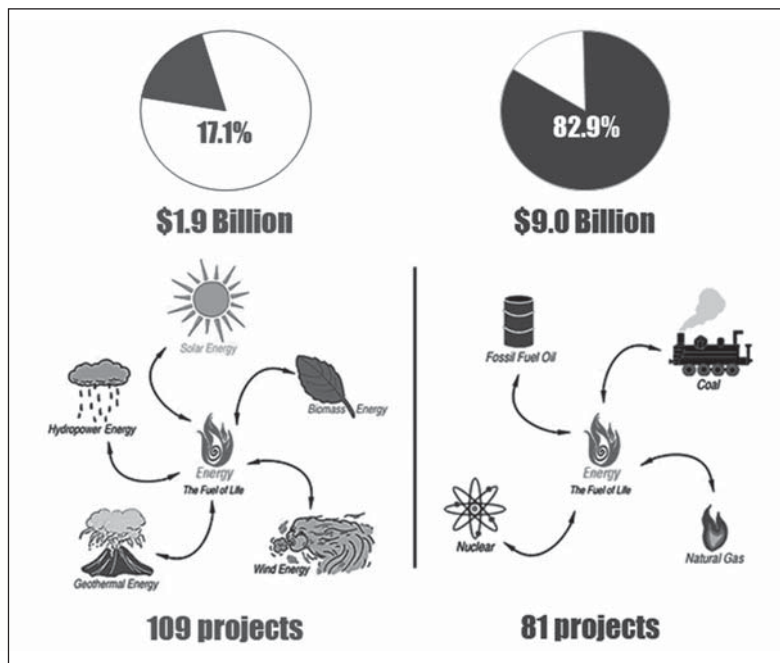 17.1%
$1.9 Billion
Solar Energy
Hydropower Energy
Biomass Energy
Energy
The Fuel of Life
Geothermal Energy
Wind Energy
109 projects
82.9%
$9.0 Billion
Fossil Fuel Oil
Coal
Energy
The Fuel of Life
Nuclear
Natural Gas
81 projects